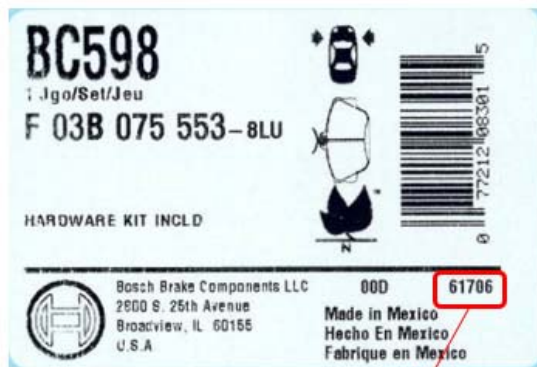 BC598
1 Jgo/Set/Jeu
F 03B 075 553-8LU
HARDWARE KIT INCLD
N
5
0 77212 08301
Bosch Brake Components LLC
2800 S. 25th Avenue
Broadview, IL 60155
U.S.A
00D 61706
Made in Mexico
Hecho En Mexico
Fabrique en Mexico